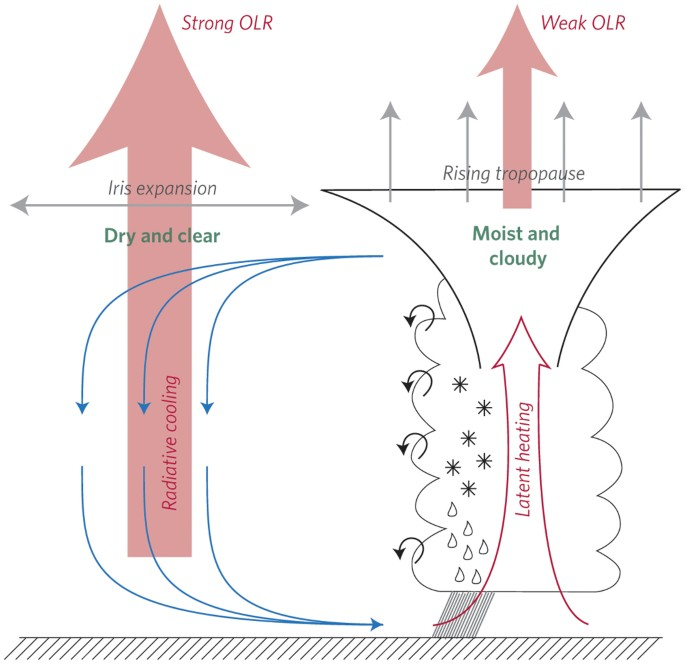 Strong OLR
Weak OLR
Iris expansion
Rising tropopause
Dry and clear
Moist and
cloudy
Radiative cooling
Latent heating